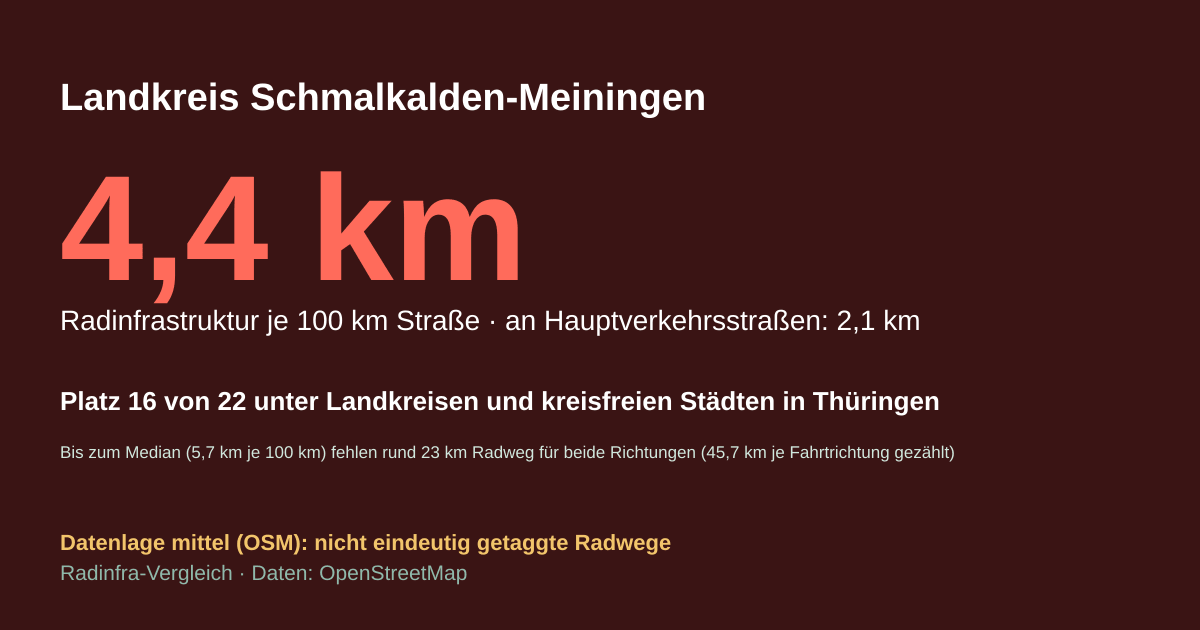 Landkreis Schmalkalden-Meiningen
4,4 km
Radinfrastruktur je 100 km Straße · an Hauptverkehrsstraßen: 2,1 km
Platz 16 von 22 unter Landkreisen und kreisfreien Städten in Thüringen
Bis zum Median (5,7 km je 100 km) fehlen rund 23 km Radweg für beide Richtungen (45,7 km je Fahrtrichtung gezählt)
Datenlage mittel (OSM): nicht eindeutig getaggte Radwege
Radinfra-Vergleich · Daten: OpenStreetMap